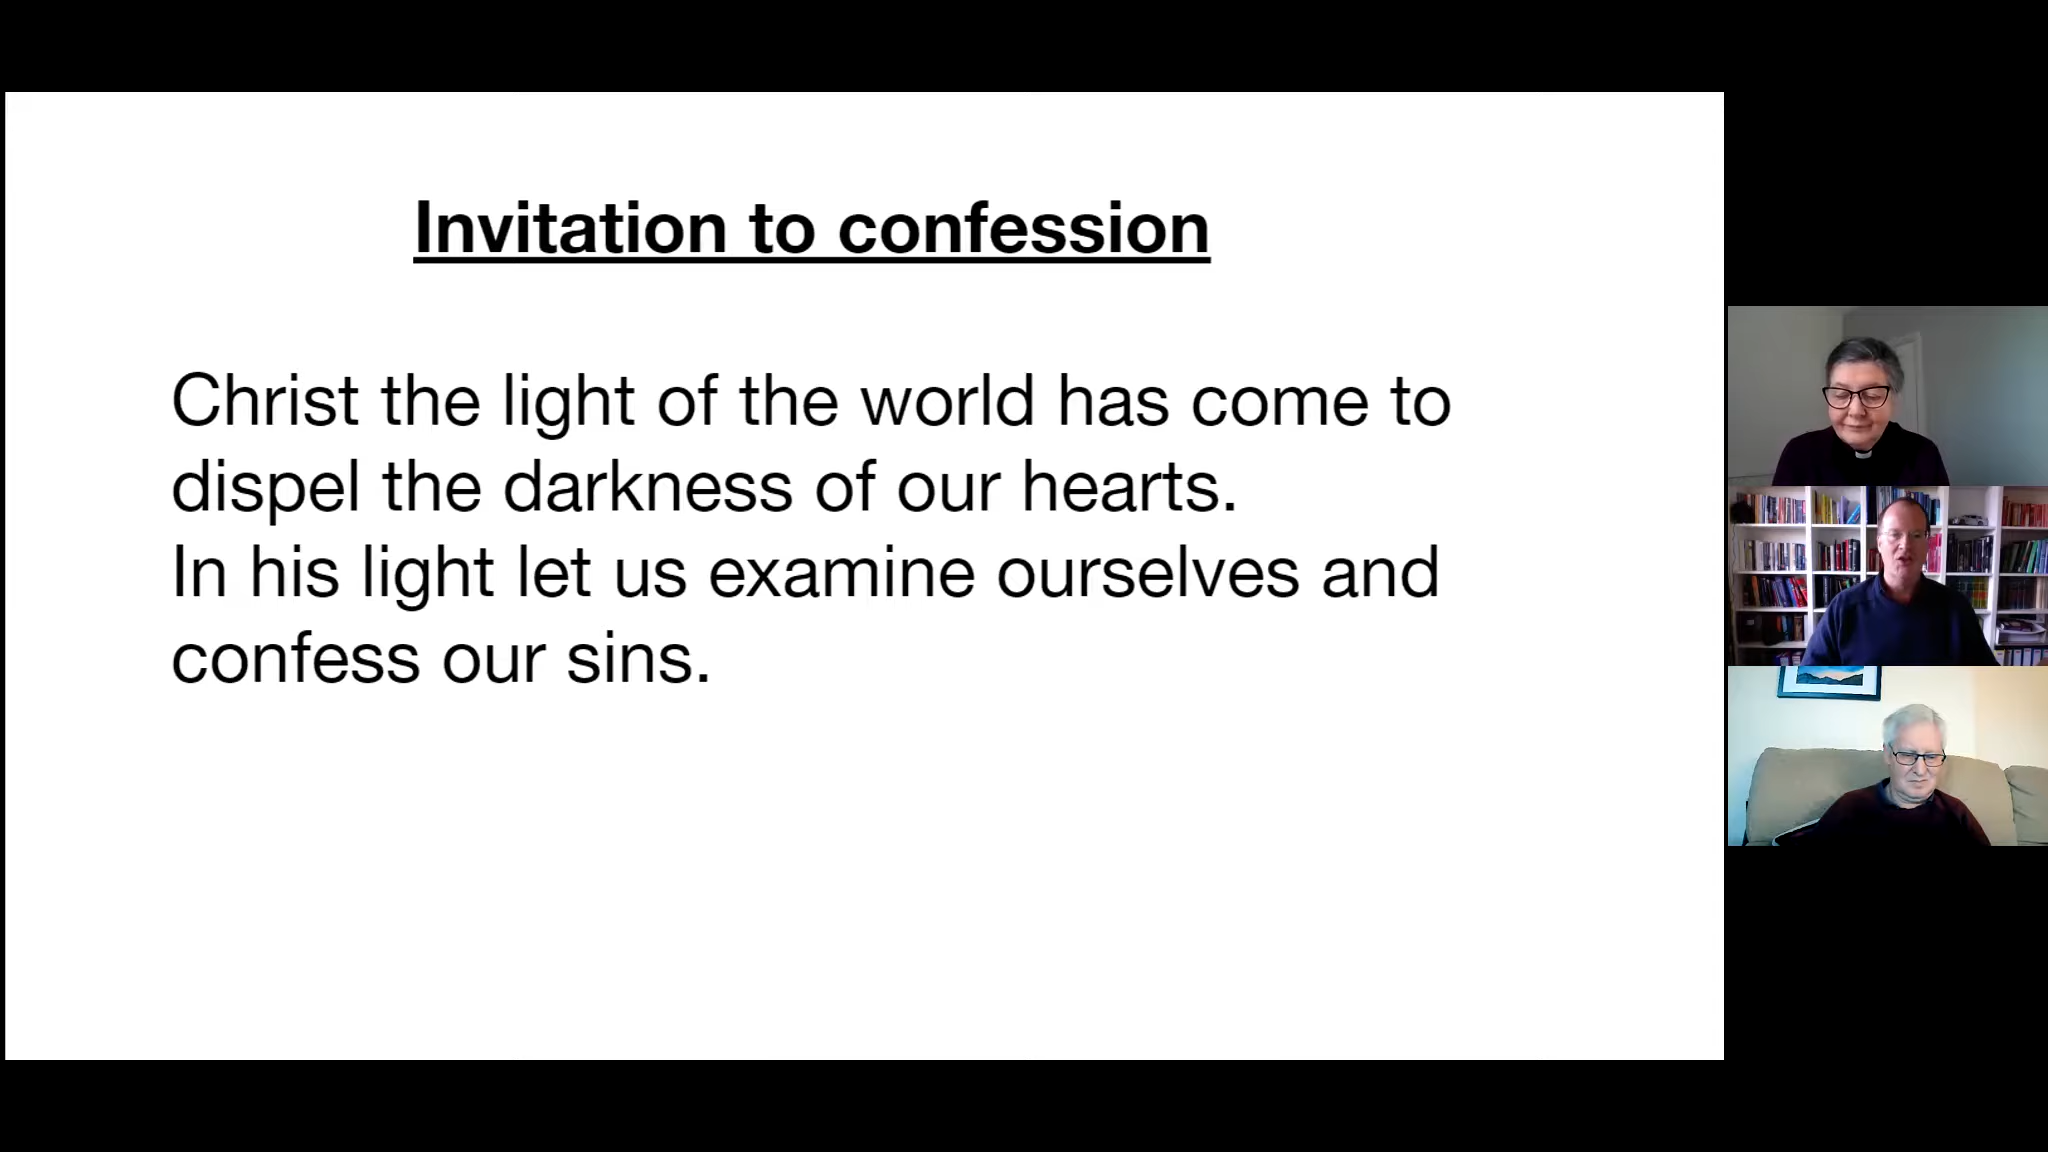 Invitation to confession
Christ the light of the world has come to
dispel the darkness of our hearts.
In his light let us examine ourselves and
confess our sins.